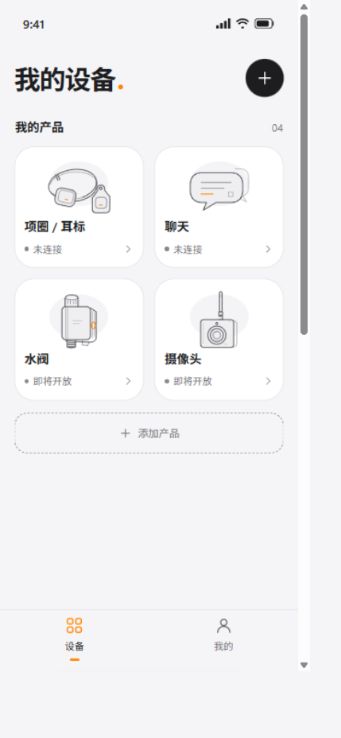 9:41
我的设备.
我的产品
04
项圈 / 耳标
未连接
聊天
未连接
水阀
即将开放
摄像头
即将开放
添加产品
设备
我的